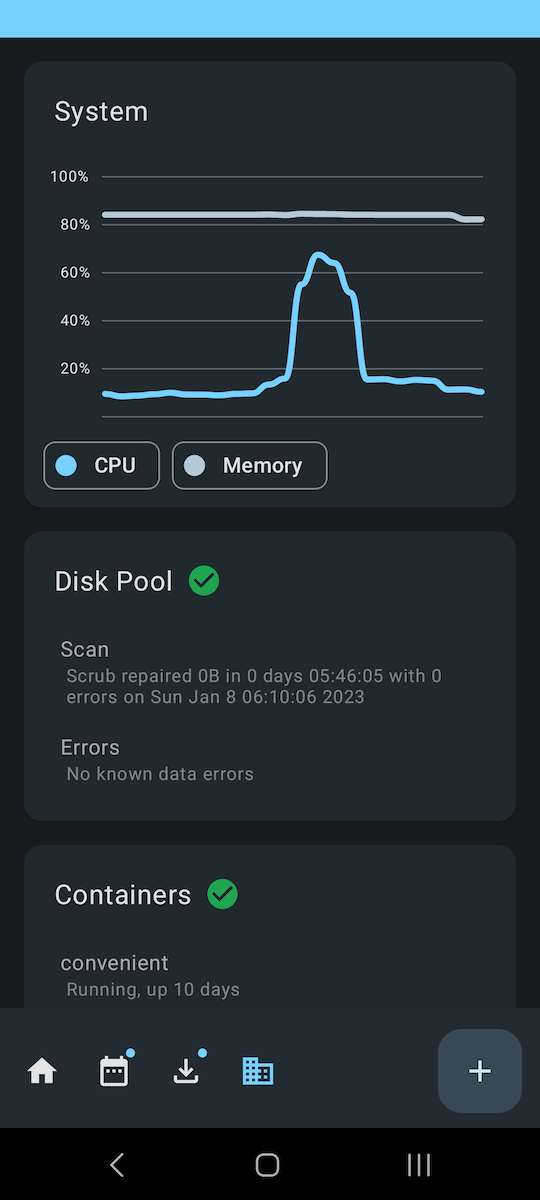 System
100%
80%
60%
40%
20%
CPU
Memory
Disk Pool
Scan
Scrub repaired 0B in 0 days 05:46:05 with 0
errors on Sun Jan 8 06:10:06 2023
Errors
No known data errors
Containers
convenient
Running, up 10 days